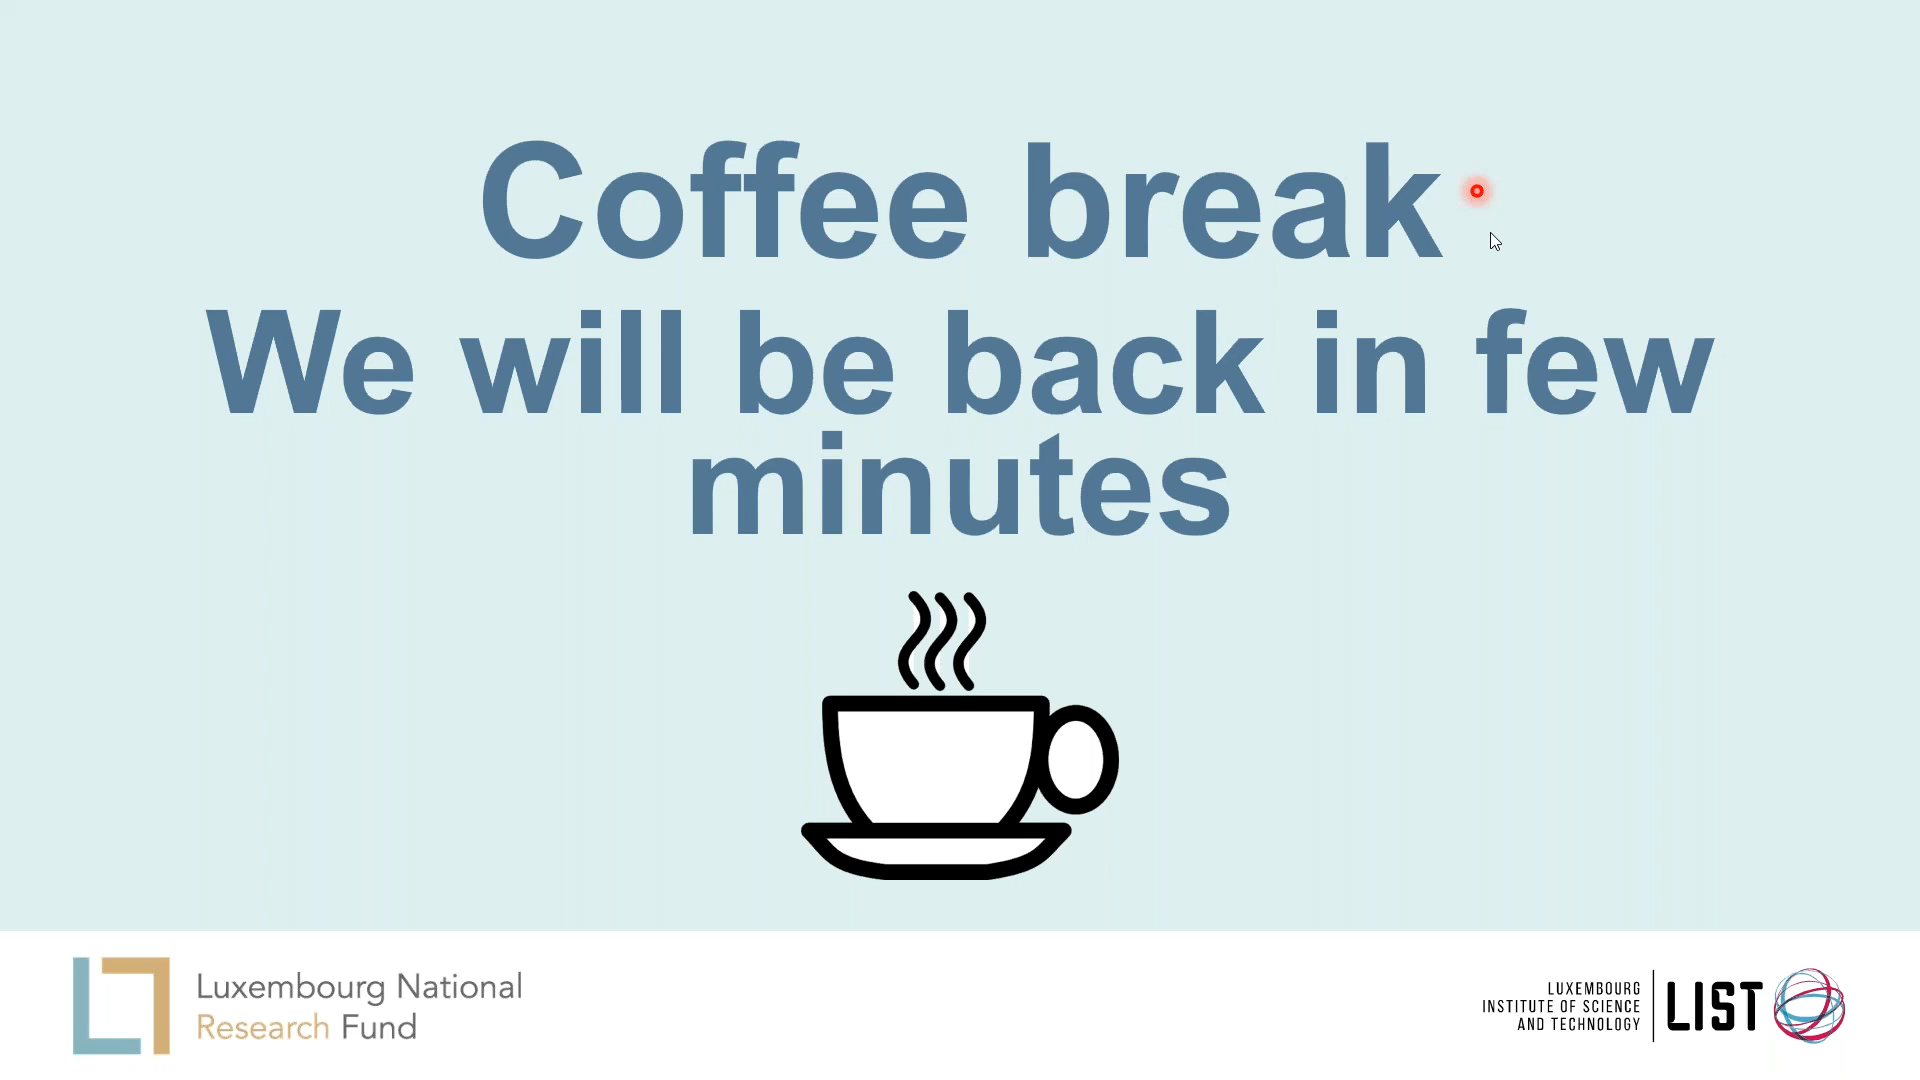 Coffee break
We will be back in few
minutes
Luxembourg National
Research Fund
LUXEMBOURG
INSTITUTE OF SCIENCE
AND TECHNOLOGY
LIST